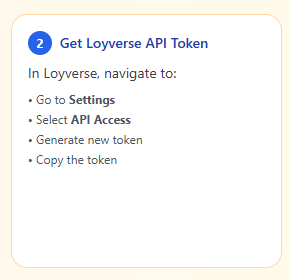 2 Get Loyverse API Token
In Loyverse, navigate to:
• Go to Settings
• Select API Access
• Generate new token
• Copy the token